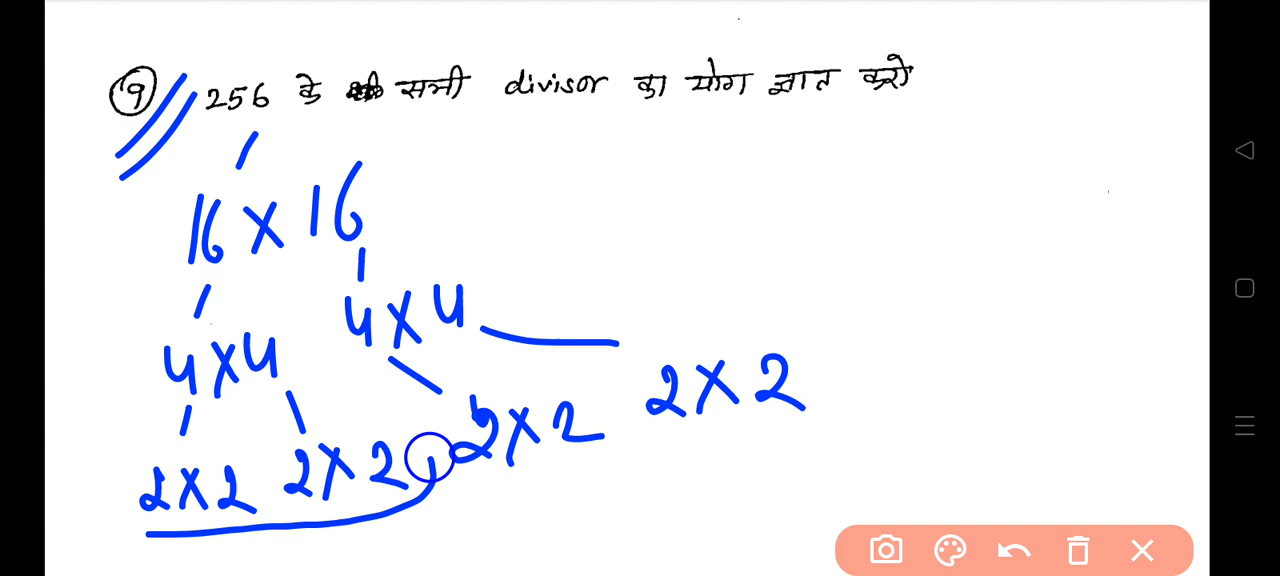 9 256 के सभी divisor का योग ज्ञात करो
16 X 16
4 X 4
4 X 4
2 X 2
2 X 2
2 X 2 2 X 2